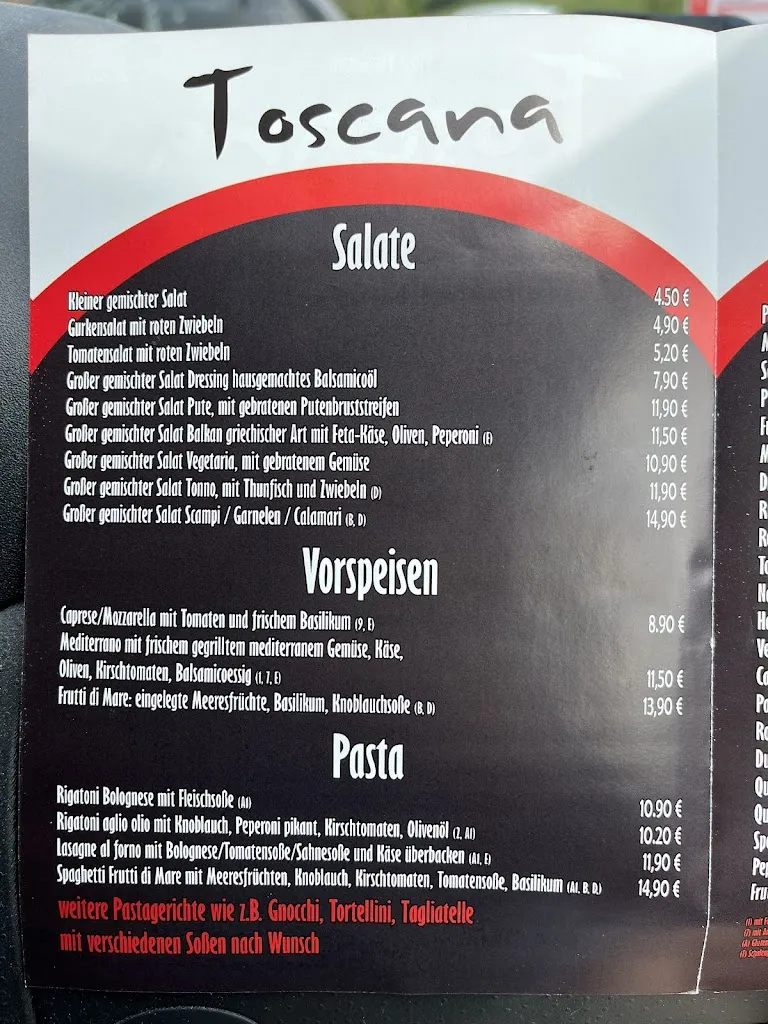 Toscana
Salate
Kleiner gemischter Salat 4.50 €
Gurkensalat mit roten Zwiebeln 4,90 €
Tomatensalat mit roten Zwiebeln 5,20 €
Großer gemischter Salat Dressing hausgemachtes Balsamicoöl 7,90 €
Großer gemischter Salat Pute, mit gebratenen Putenbruststreifen 11,90 €
Großer gemischter Salat Balkan griechischer Art mit Feta-Käse, Oliven, Peperoni (E) 11,50 €
Großer gemischter Salat Vegetaria, mit gebratenem Gemüse 10,90 €
Großer gemischter Salat Tonno, mit Thunfisch und Zwiebeln (D) 11,90 €
Großer gemischter Salat Scampi / Garnelen / Calamari (B, D) 14,90 €
Vorspeisen
Caprese/Mozzarella mit Tomaten und frischem Basilikum (9, E) 8.90 €
Mediterrano mit frischem gegrilltem mediterranem Gemüse, Käse,
Oliven, Kirschtomaten, Balsamicoessig (1, 7, E) 11,50 €
Frutti di Mare: eingelegte Meeresfrüchte, Basilikum, Knoblauchsoße (B, D) 13,90 €
Pasta
Rigatoni Bolognese mit Fleischsoße (A1) 10.90 €
Rigatoni aglio olio mit Knoblauch, Peperoni pikant, Kirschtomaten, Olivenöl (2, A1) 10.20 €
Lasagne al forno mit Bolognese/Tomatensoße/Sahnesoße und Käse überbacken (A1, E) 11,90 €
Spaghetti Frutti di Mare mit Meeresfrüchten, Knoblauch, Kirschtomaten, Tomatensoße, Basilikum (A1, B, D,) 14,90 €
weitere Pastagerichte wie z.B. Gnocchi, Tortellini, Tagliatelle
mit verschiedenen Soßen nach Wunsch